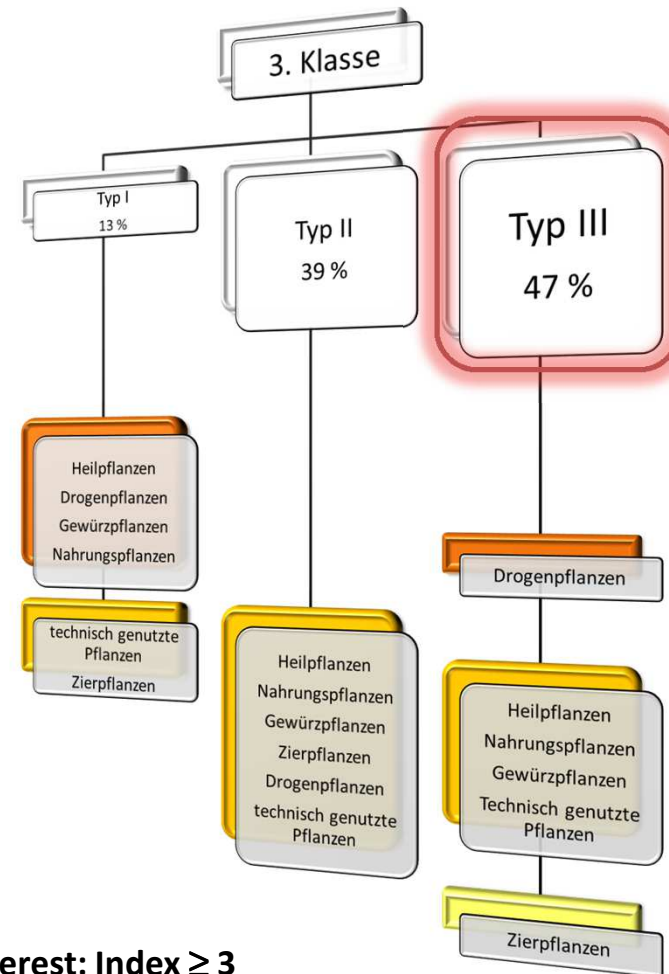 3. Klasse
Typ I
13 %
Typ II
39 %
Typ III
47 %
Heilpflanzen
Drogenpflanzen
Gewürzpflanzen
Nahrungspflanzen
technisch genutzte
Pflanzen
Zierpflanzen
Heilpflanzen
Nahrungspflanzen
Gewürzpflanzen
Zierpflanzen
Drogenpflanzen
technisch genutzte
Pflanzen
Drogenpflanzen
Heilpflanzen
Nahrungspflanzen
Gewürzpflanzen
Technisch genutzte
Pflanzen
Zierpflanzen
erest: Index ≥ 3